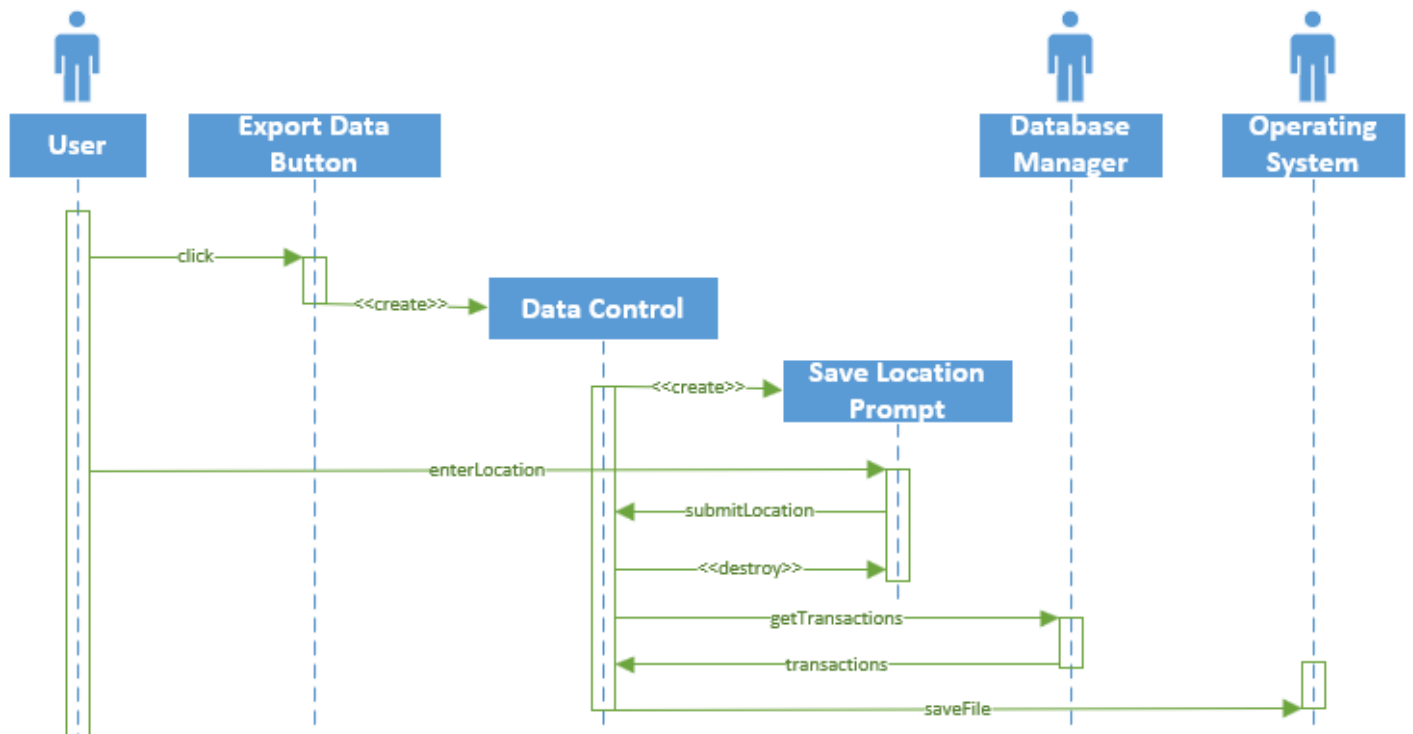 User
Export Data
Button
Database
Manager
Operating
System
click
<<create>>
Data Control
<<create>>
Save Location
Prompt
enterLocation
submitLocation
<<destroy>>
getTransactions
transactions
saveFile